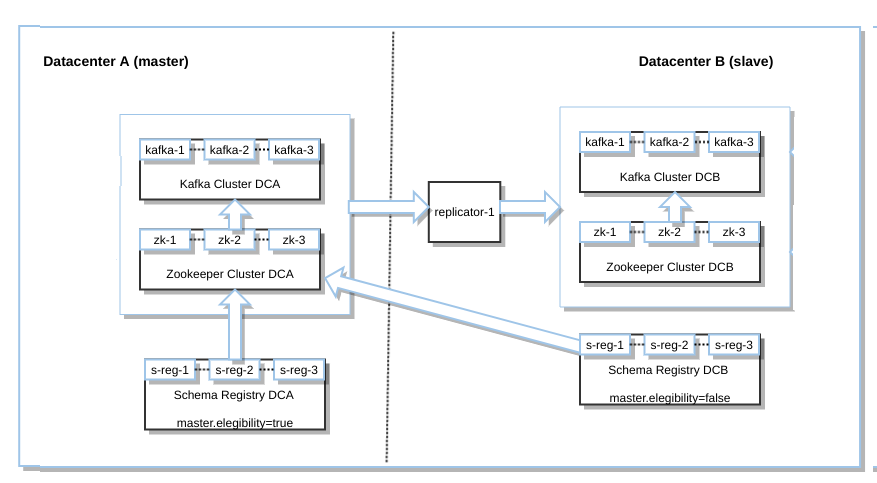 Datacenter A (master)
Datacenter B (slave)
kafka-1 kafka-2 kafka-3
Kafka Cluster DCA
zk-1 zk-2 zk-3
Zookeeper Cluster DCA
s-reg-1 s-reg-2 s-reg-3
Schema Registry DCA
master.elegibility=true
replicator-1
kafka-1 kafka-2 kafka-3
Kafka Cluster DCB
zk-1 zk-2 zk-3
Zookeeper Cluster DCB
s-reg-1 s-reg-2 s-reg-3
Schema Registry DCB
master.elegibility=false